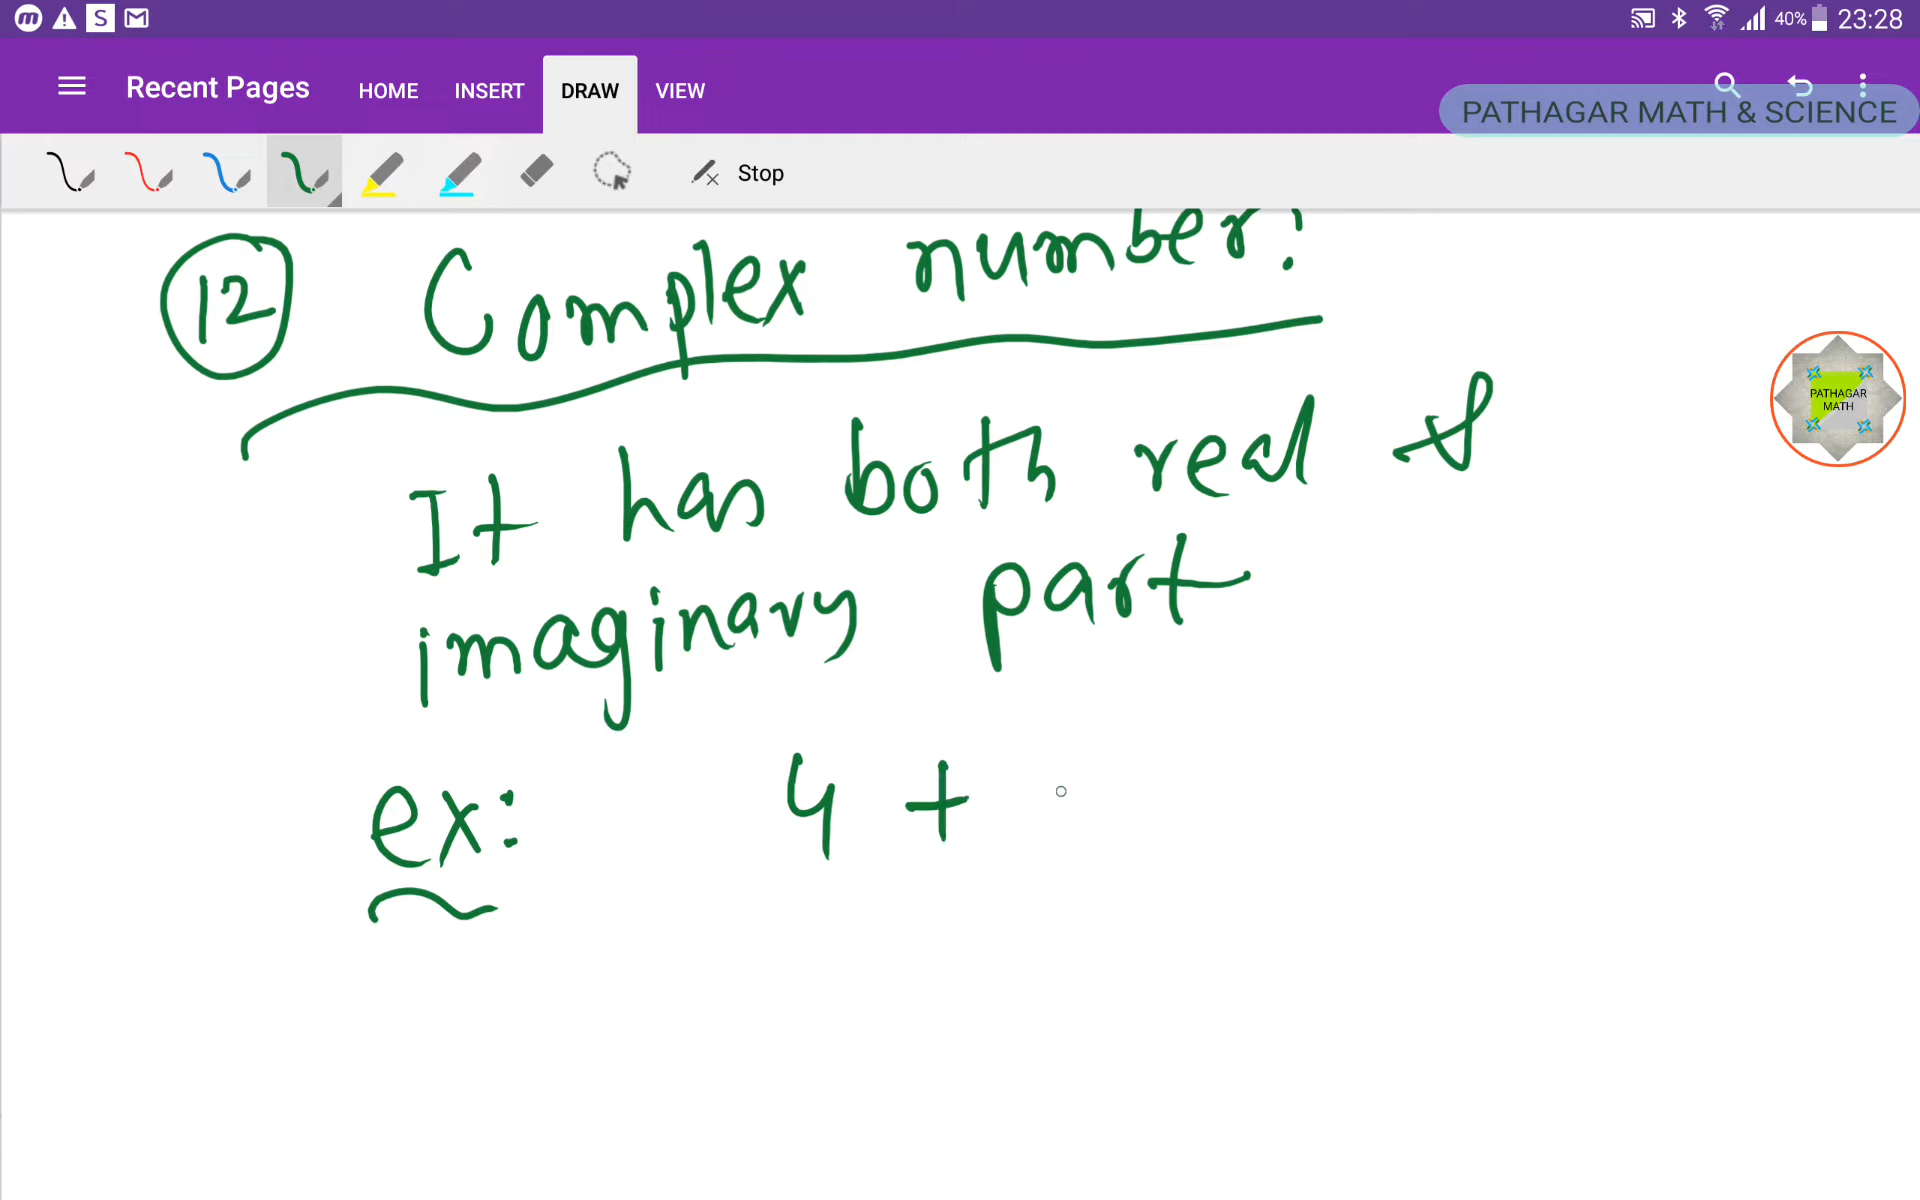 40% 23:28
Recent Pages HOME INSERT DRAW VIEW
PATHAGAR MATH & SCIENCE
Stop
12 Complex number:
It has both real &
imaginary part
PATHAGAR
MATH
ex: 4 +